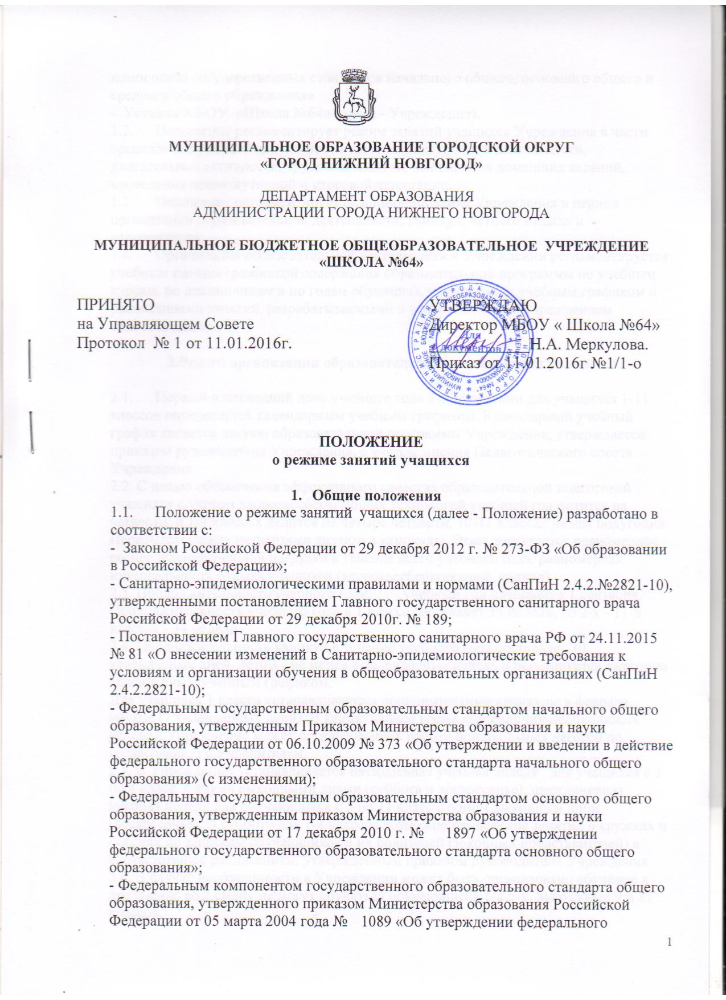 МУНИЦИПАЛЬНОЕ ОБРАЗОВАНИЕ ГОРОДСКОЙ ОКРУГ
«ГОРОД НИЖНИЙ НОВГОРОД»
ДЕПАРТАМЕНТ ОБРАЗОВАНИЯ
АДМИНИСТРАЦИИ ГОРОДА НИЖНЕГО НОВГОРОДА
МУНИЦИПАЛЬНОЕ БЮДЖЕТНОЕ ОБЩЕОБРАЗОВАТЕЛЬНОЕ УЧРЕЖДЕНИЕ
«ШКОЛА №64»
ПРИНЯТО
на Управляющем Совете
Протокол № 1 от 11.01.2016г.
УТВЕРЖДАЮ
Директор МБОУ « Школа №64»
Н.А. Меркулова.
Приказ от 11.01.2016г №1/1-о
Для
документов
ПОЛОЖЕНИЕ
о режиме занятий учащихся
1. Общие положения
1.1. Положение о режиме занятий учащихся (далее - Положение) разработано в
соответствии с:
- Законом Российской Федерации от 29 декабря 2012 г. № 273-ФЗ «Об образовании
в Российской Федерации»;
- Санитарно-эпидемиологическими правилами и нормами (СанПиН 2.4.2.№2821-10),
утвержденными постановлением Главного государственного санитарного врача
Российской Федерации от 29 декабря 2010г. № 189;
- Постановлением Главного государственного санитарного врача РФ от 24.11.2015
№ 81 «О внесении изменений в Санитарно-эпидемиологические требования к
условиям и организации обучения в общеобразовательных организациях (СанПиН
2.4.2.2821-10);
- Федеральным государственным образовательным стандартом начального общего
образования, утвержденным Приказом Министерства образования и науки
Российской Федерации от 06.10.2009 № 373 «Об утверждении и введении в действие
федерального государственного образовательного стандарта начального общего
образования» (с изменениями);
- Федеральным государственным образовательным стандартом основного общего
образования, утвержденным приказом Министерства образования и науки
Российской Федерации от 17 декабря 2010 г. № 1897 «Об утверждении
федерального государственного образовательного стандарта основного общего
образования»;
- Федеральным компонентом государственного образовательного стандарта общего
образования, утвержденного приказом Министерства образования Российской
Федерации от 05 марта 2004 года № 1089 «Об утверждении федерального
1